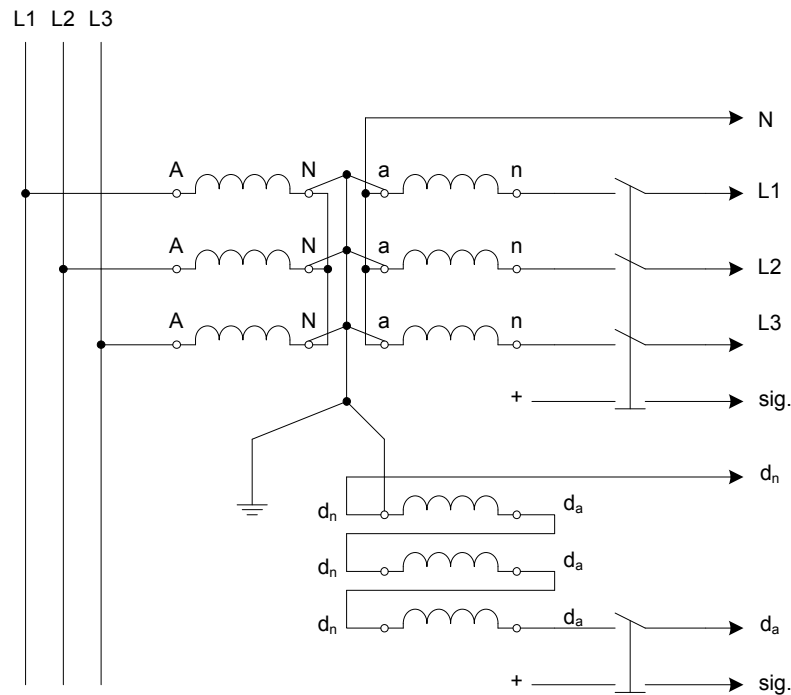 L1 L2 L3
N
A N a n
L1
A N a n
L2
A N a n
L3
+ sig.
dn
dn da
dn da
dn da da
+ sig.